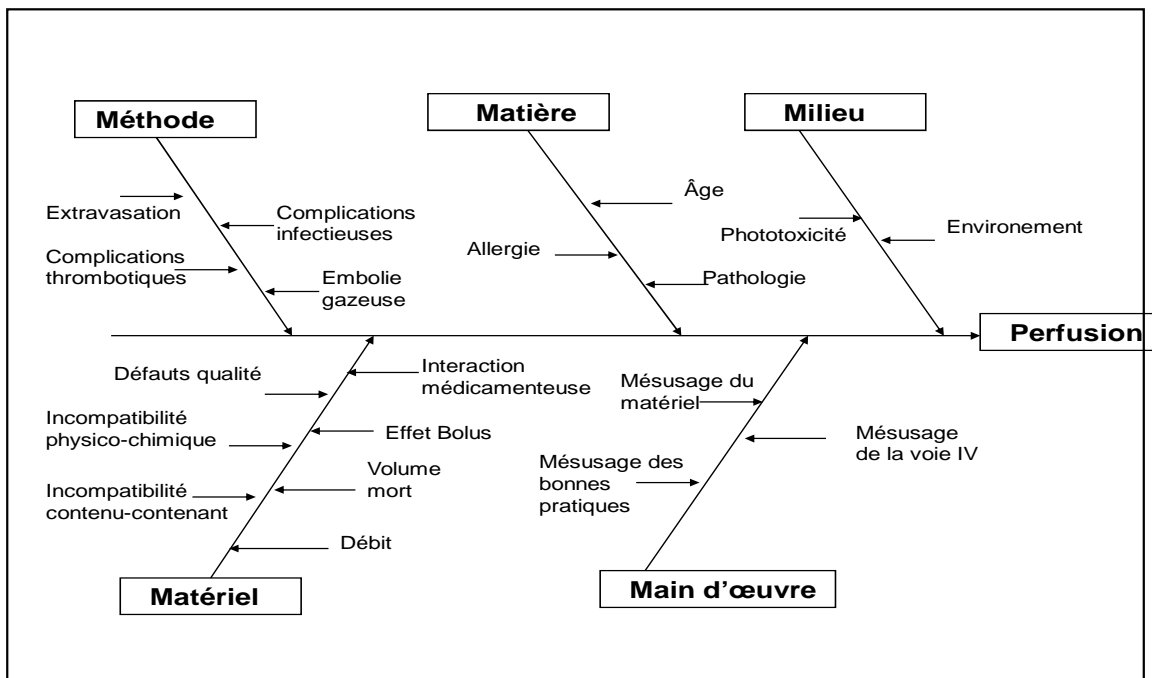 Méthode
Matière
Milieu
Extravasation
Complications
infectieuses
Complications
thrombotiques
Embolie
gazeuse
Âge
Allergie
Pathologie
Phototoxicité
Environement
Perfusion
Défauts qualité
Interaction
médicamenteuse
Incompatibilité
physico-chimique
Effet Bolus
Incompatibilité
contenu-contenant
Volume
mort
Débit
Mésusage du
matériel
Mésusage
de la voie IV
Mésusage des
bonnes
pratiques
Matériel
Main d’œuvre